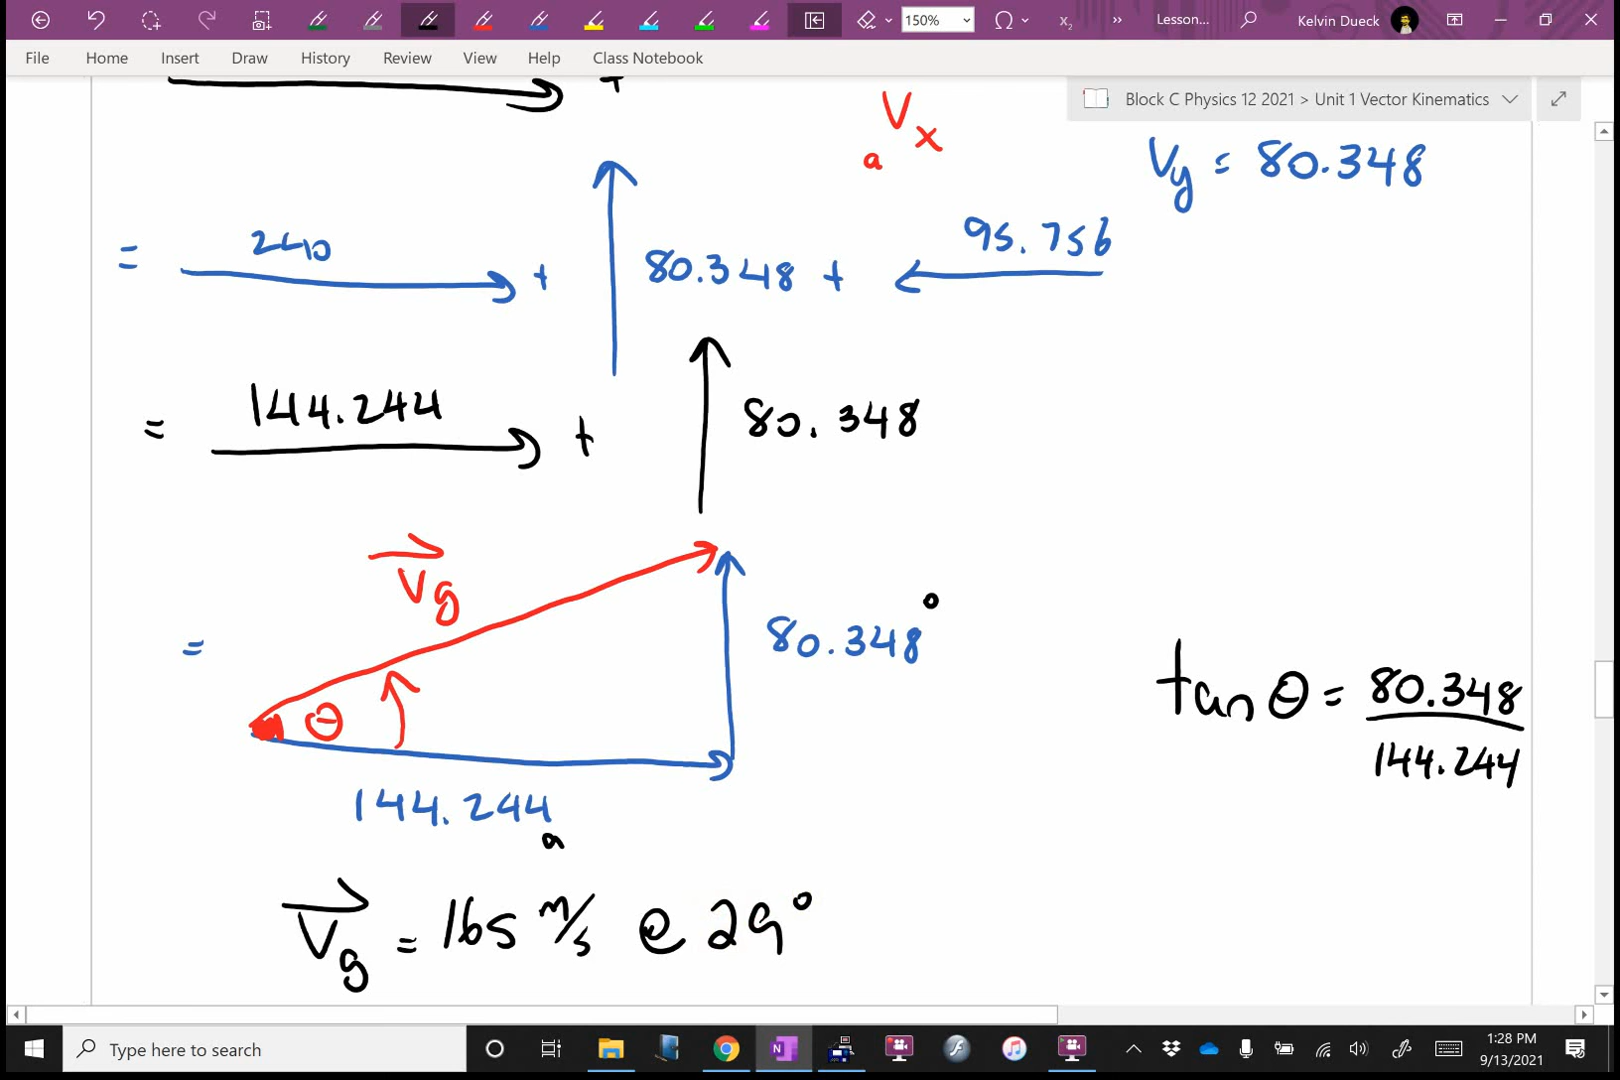 150% Ω x₂ » Lesson... Kelvin Dueck
File Home Insert Draw History Review View Help Class Notebook
Block C Physics 12 2021 > Unit 1 Vector Kinematics
+
V x
a
Vy = 80.348
= 240 + 80.348 + 95.756
= 144.244 + 80.348
Vg
= θ 80.348 o
144.244
a
tan θ = 80.348
144.244
Vg = 165 m/s @ 29°
Type here to search
1:28 PM
9/13/2021